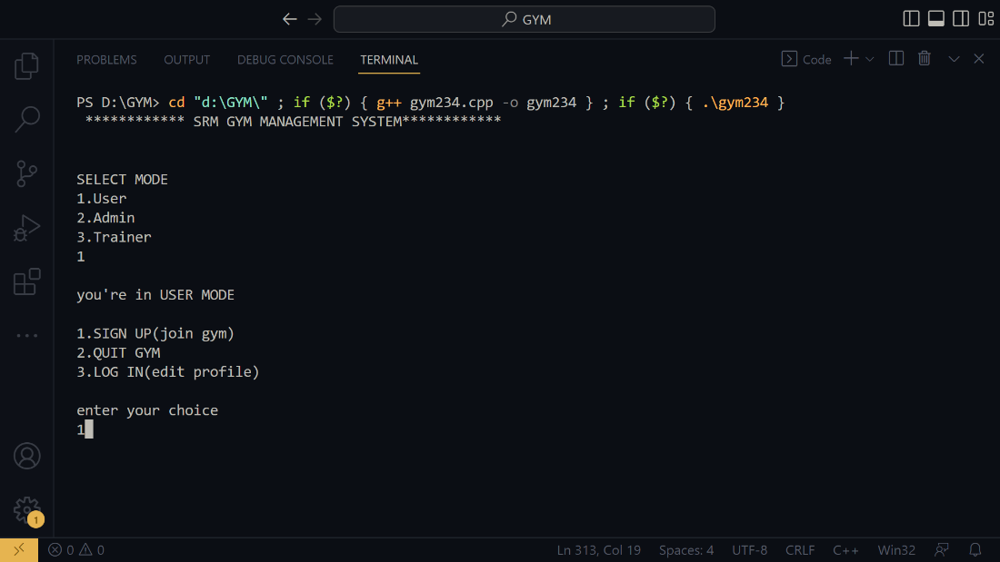 GYM
PROBLEMS OUTPUT DEBUG CONSOLE TERMINAL Code
PS D:\GYM> cd "d:\GYM\" ; if ($?) { g++ gym234.cpp -o gym234 } ; if ($?) { .\gym234 }
************ SRM GYM MANAGEMENT SYSTEM************
SELECT MODE
1.User
2.Admin
3.Trainer
1
you're in USER MODE
1.SIGN UP(join gym)
2.QUIT GYM
3.LOG IN(edit profile)
enter your choice
1
1
0 0 Ln 313, Col 19 Spaces: 4 UTF-8 CRLF C++ Win32